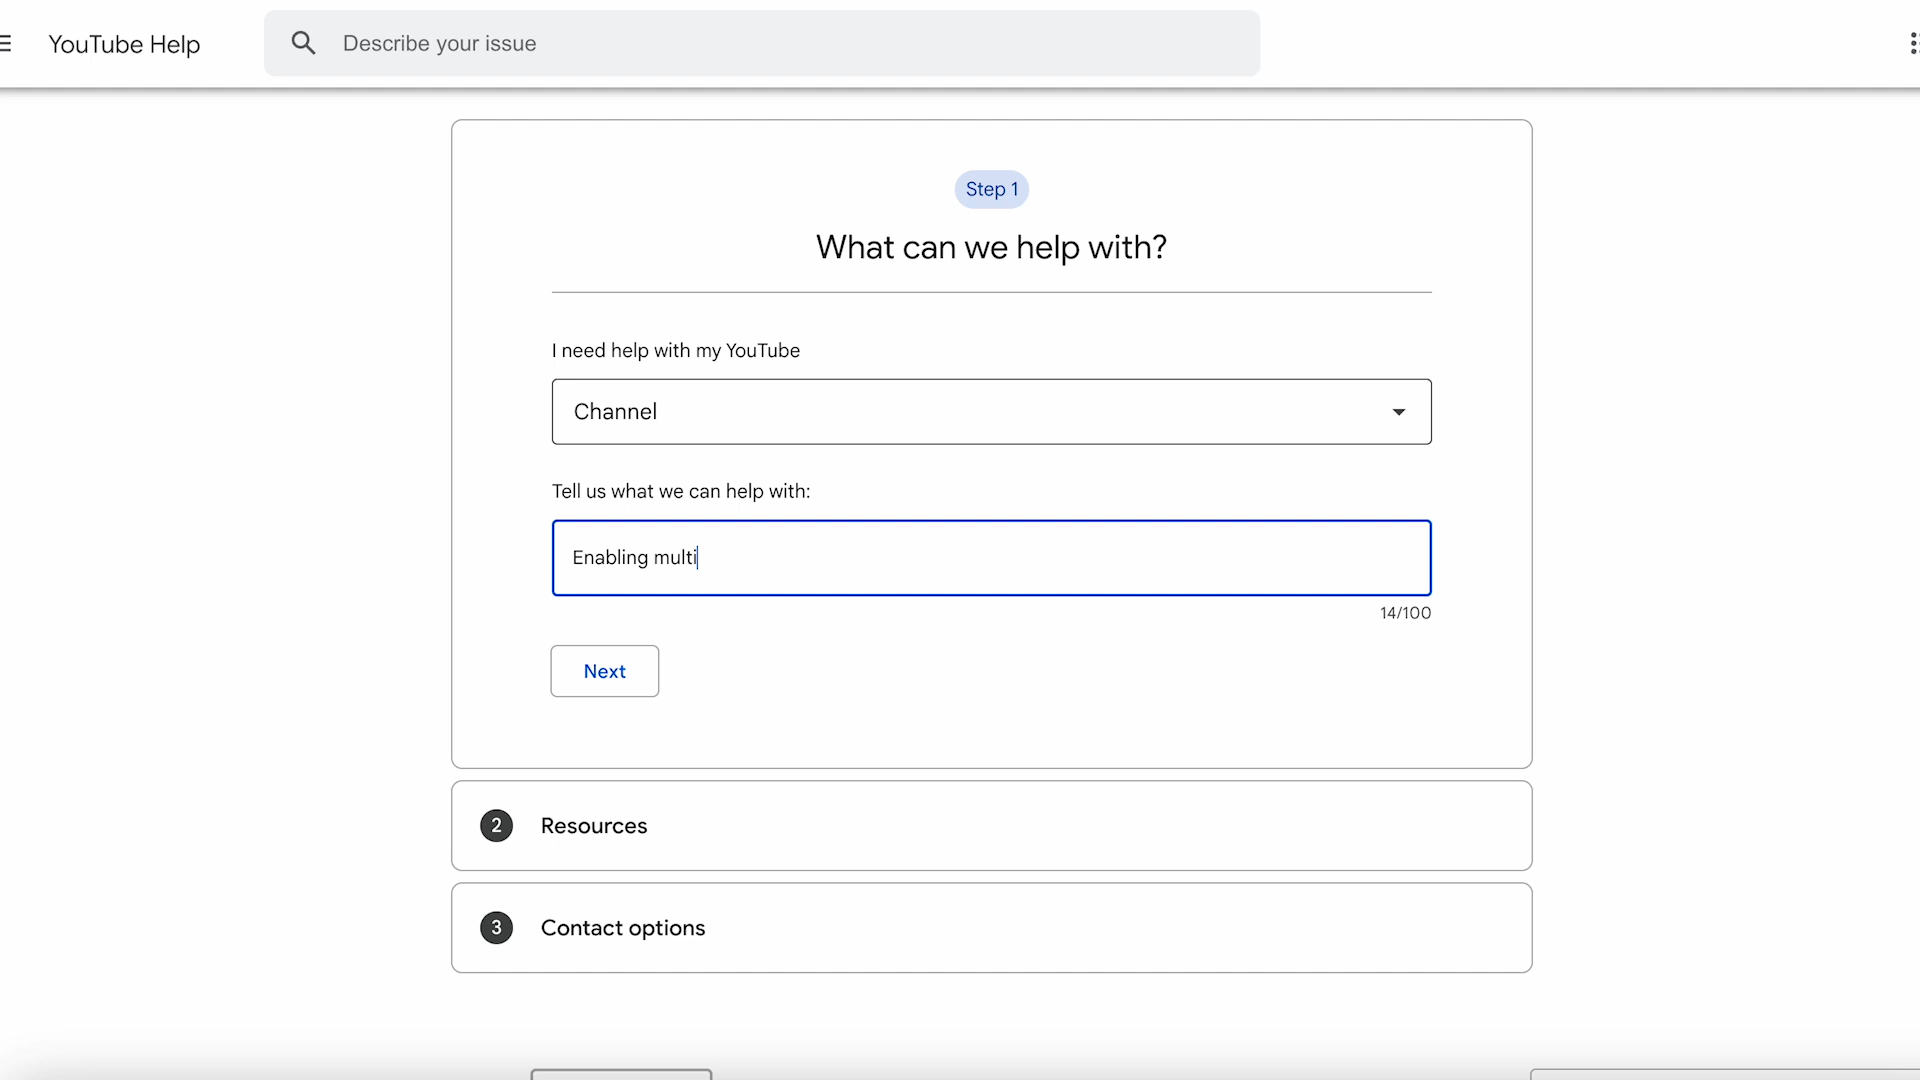 YouTube Help
Describe your issue
Step 1
What can we help with?
I need help with my YouTube
Channel
Tell us what we can help with:
Enabling multi
14/100
Next
2 Resources
3 Contact options